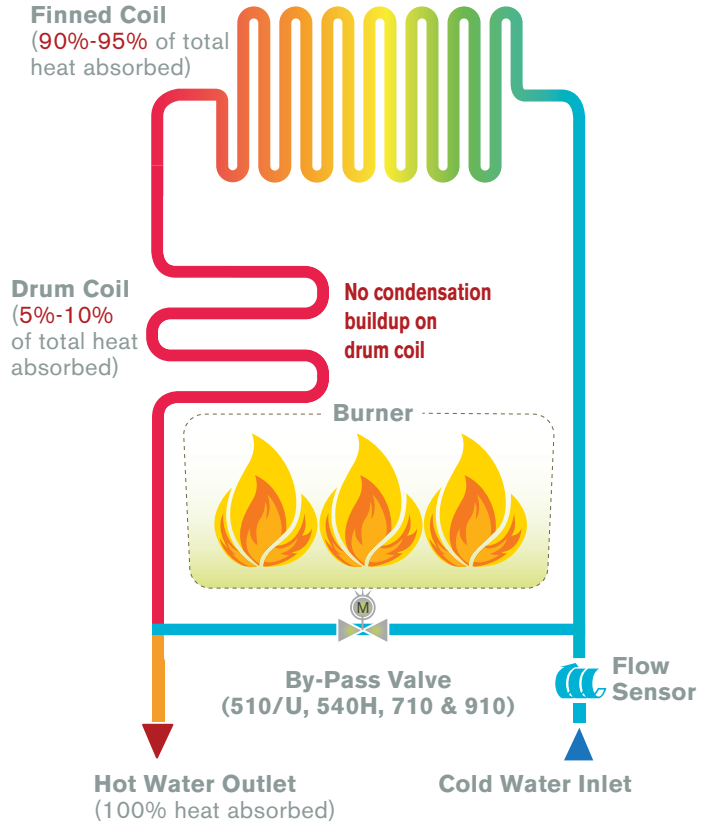 Finned Coil
(90%-95% of total
heat absorbed)
Drum Coil
(5%-10%
of total heat
absorbed)
No condensation
buildup on
drum coil
Burner
M
By-Pass Valve
(510/U, 540H, 710 & 910)
Flow
Sensor
Hot Water Outlet
(100% heat absorbed)
Cold Water Inlet